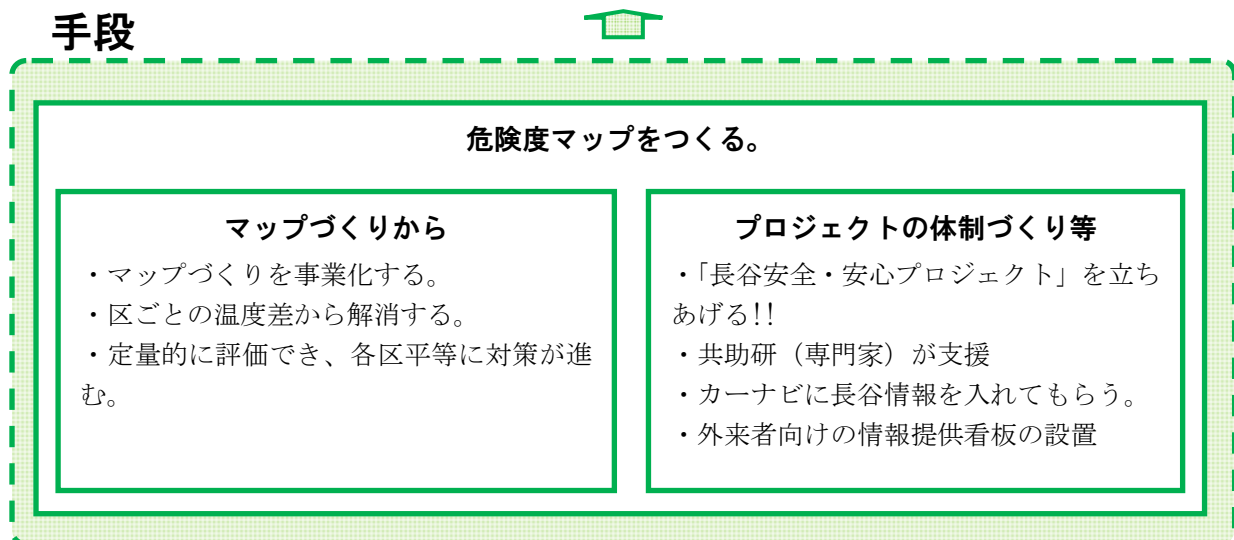 手段
危険度マップをつくる。
マップづくりから
・マップづくりを事業化する。
・区ごとの温度差から解消する。
・定量的に評価でき、各区平等に対策が進
む。
プロジェクトの体制づくり等
・「長谷安全・安心プロジェクト」を立ち
あげる!!
・共助研（専門家）が支援
・カーナビに長谷情報を入れてもらう。
・外来者向けの情報提供看板の設置